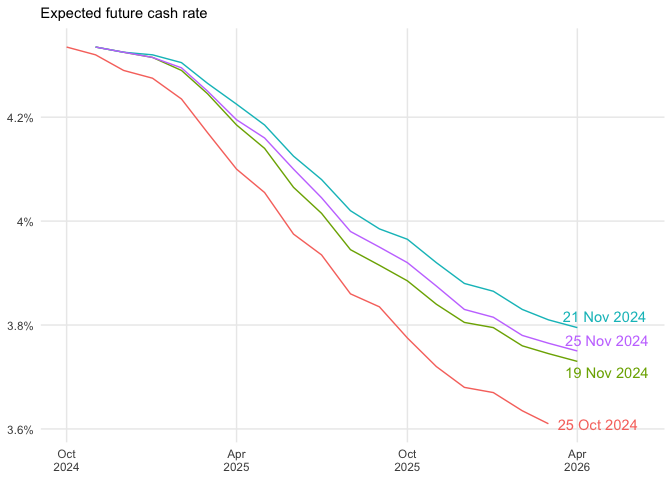 Expected future cash rate
4.2%
4%
3.8%
3.6%
21 Nov 2024
25 Nov 2024
19 Nov 2024
25 Oct 2024
Oct
2024
Apr
2025
Oct
2025
Apr
2026